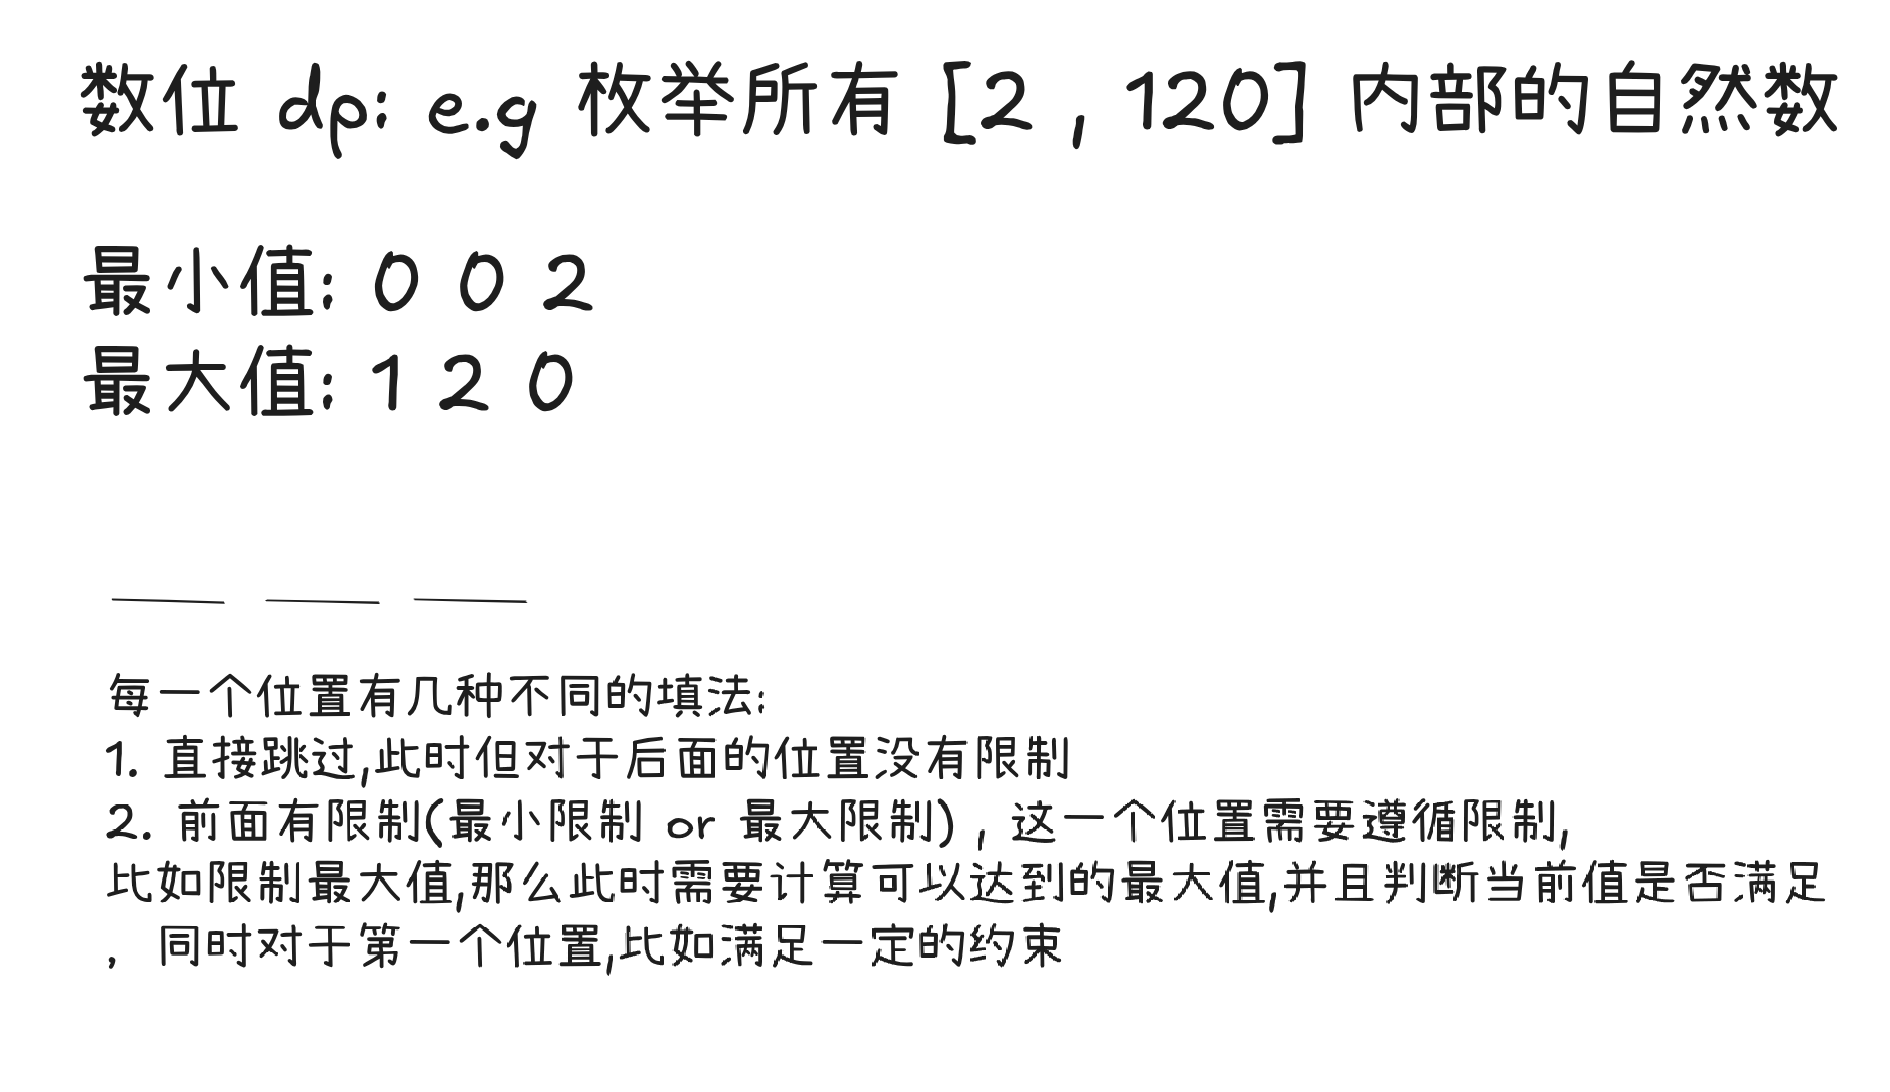 数位 dp: e.g 枚举所有 [2 , 120] 内部的自然数
最小值: 0 0 2
最大值: 1 2 0
每一个位置有几种不同的填法:
1. 直接跳过,此时但对于后面的位置没有限制
2. 前面有限制(最小限制 or 最大限制) , 这一个位置需要遵循限制,
比如限制最大值,那么此时需要计算可以达到的最大值,并且判断当前值是否满足
, 同时对于第一个位置,比如满足一定的约束